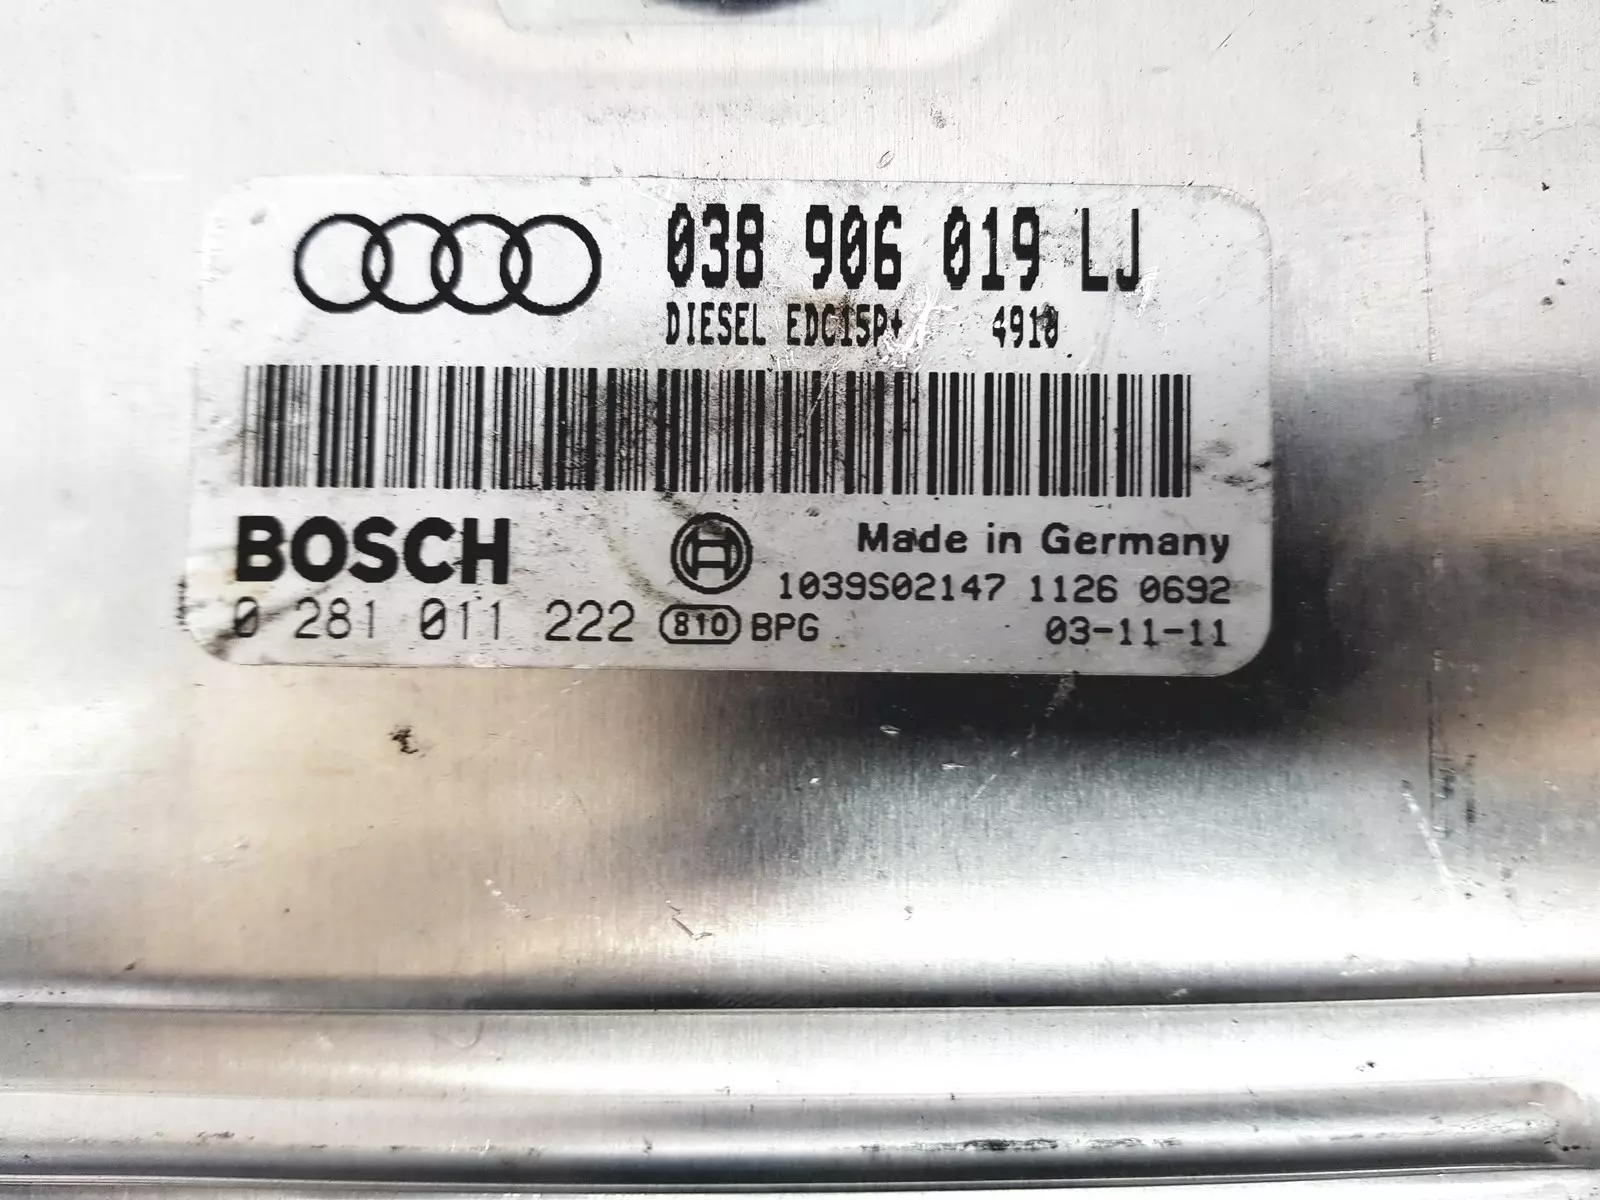 038 906 019 LJ
DIESEL EDC15P+ 4910
BOSCH
Made in Germany
1039S02147 1126 0692
0 281 011 222 810 BPG 03-11-11